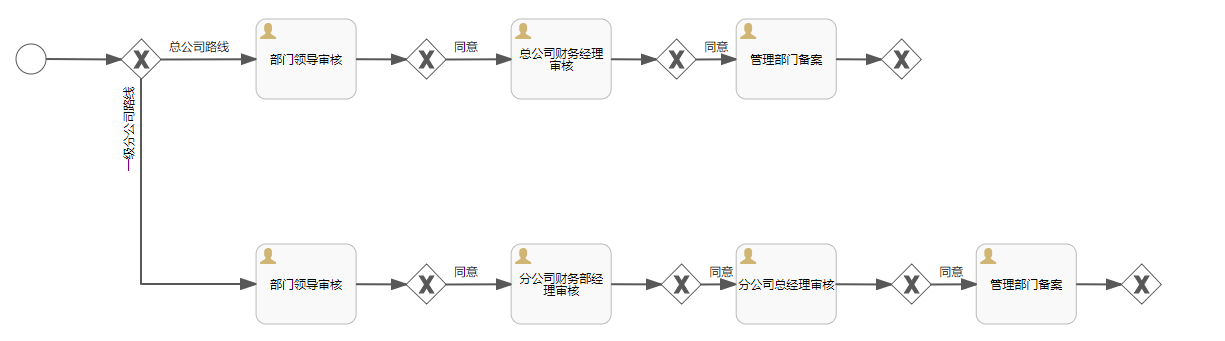 总公司路线
部门领导审核
同意
总公司财务经理
审核
同意
管理部门备案
一级分公司路线
部门领导审核
同意
分公司财务部经
理审核
同意
分公司总经理审核
同意
管理部门备案